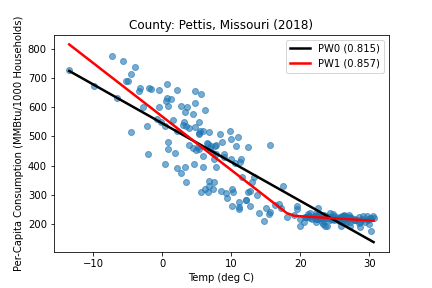 County: Pettis, Missouri (2018)
PW0 (0.815)
PW1 (0.857)
Per-Capita Consumption (MMBtu/1000 Households)
800
700
600
500
400
300
200
−10
0
10
20
30
Temp (deg C)